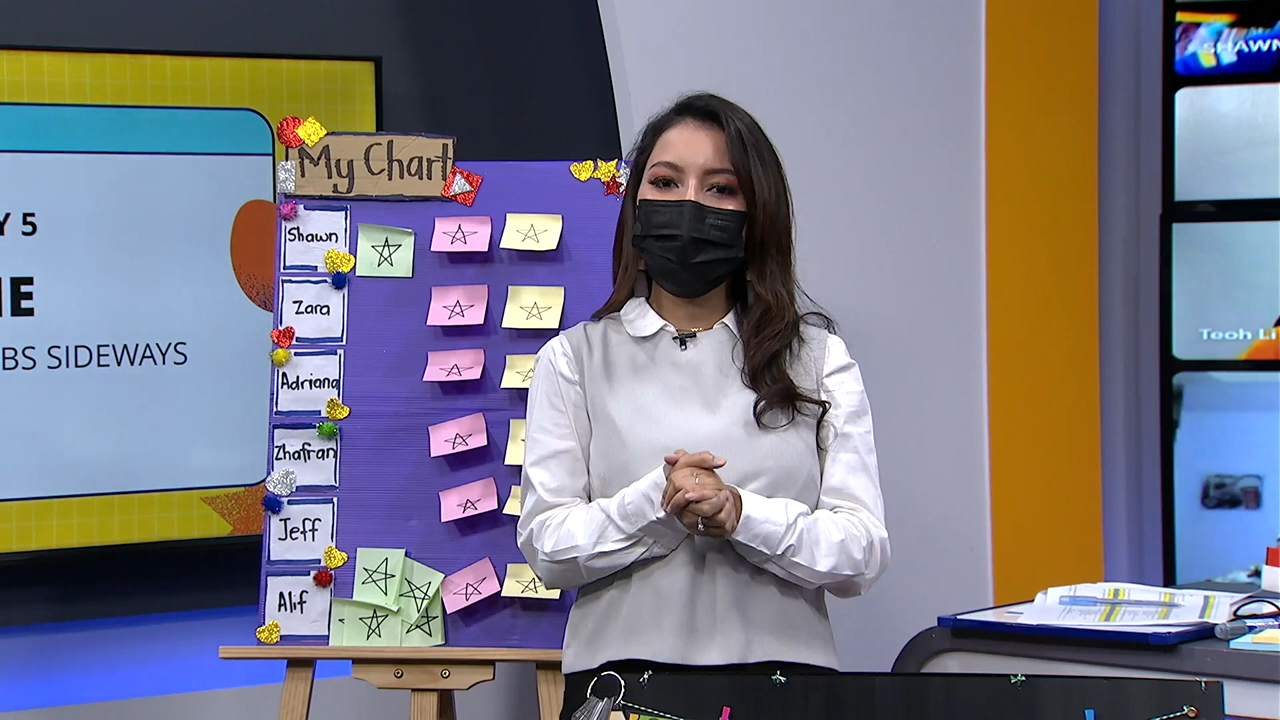 My Chart
Shawn
Zara
Adriana
Zhafran
Jeff
Alif
Y 5
BS SIDEWAYS
SHAWN
Teoh Li